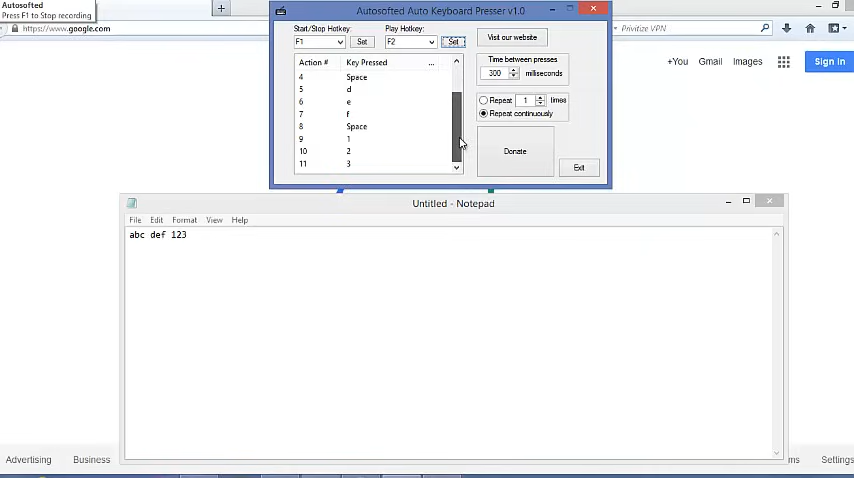 Autosofted
Press F1 to Stop recording
https://www.google.com
Privitize VPN
+You Gmail Images Sign in
Autosofted Auto Keyboard Presser v1.0
Start/Stop Hotkey: Play Hotkey:
F1 Set F2 Set
Visit our website
Action # Key Pressed ...
4 Space
5 d
6 e
7 f
8 Space
9 1
10 2
11 3
Time between presses
300 milliseconds
Repeat 1 times
Repeat continuously
Donate
Exit
Untitled - Notepad
File Edit Format View Help
abc def 123
Advertising Business
Settings